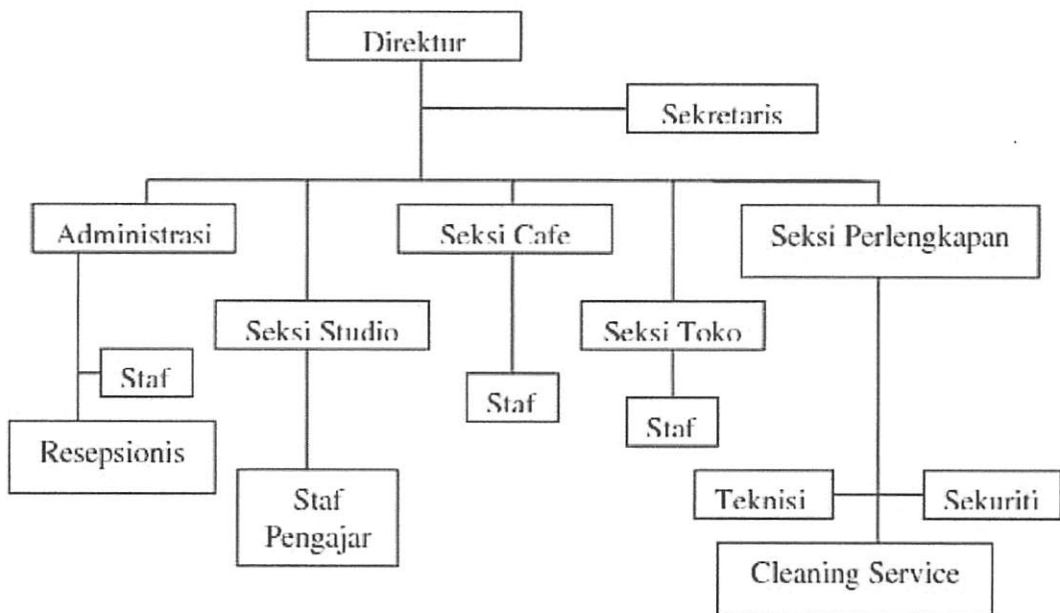 Direktur
Sekretaris
Administrasi
Seksi Cafe
Seksi Perlengkapan
Seksi Studio
Seksi Toko
Staf
Staf
Staf
Resepsionis
Staf
Pengajar
Teknisi
Sekuriti
Cleaning Service